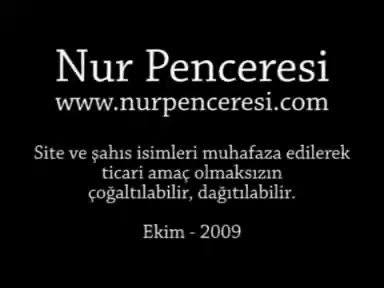 Nur Penceresi
www.nurpenceresi.com
Site ve şahıs isimleri muhafaza edilerek
ticari amaç olmaksızın
çoğaltılabilir, dağıtılabilir.
Ekim - 2009